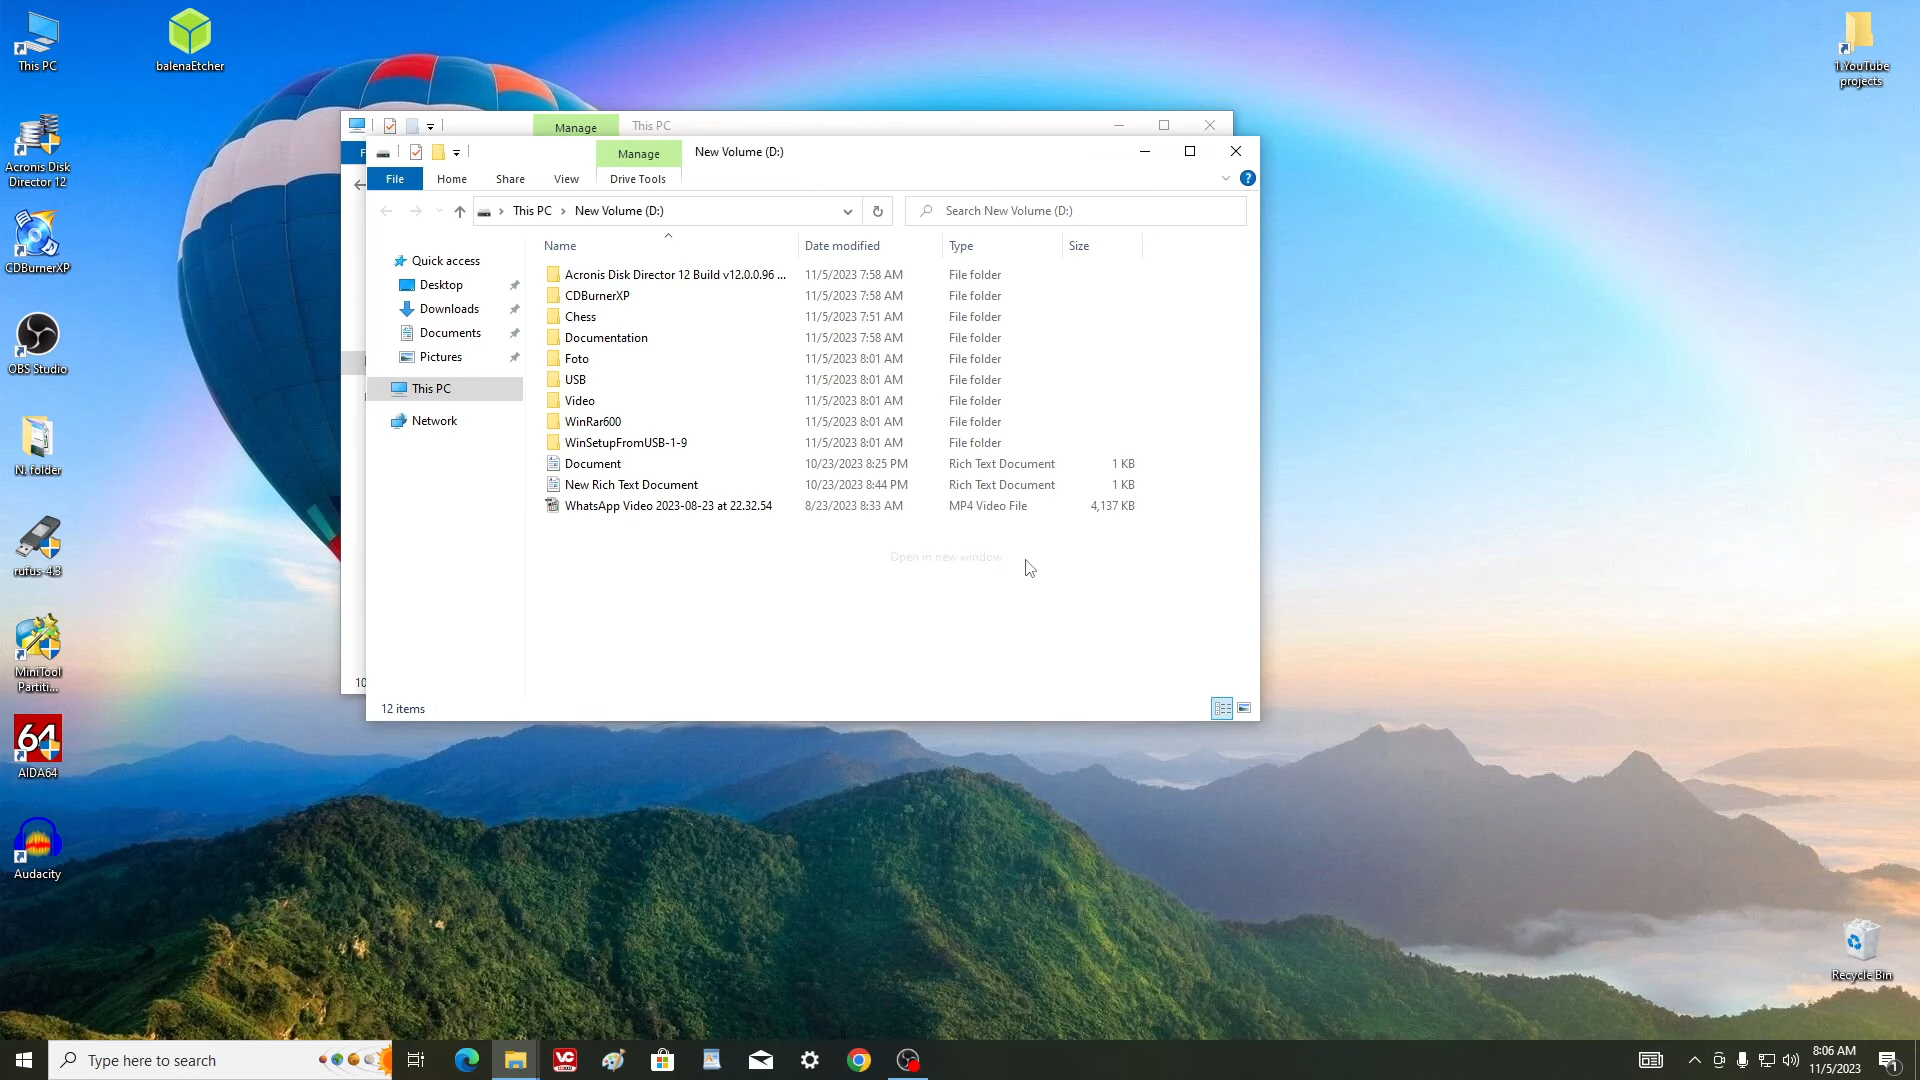 This PC
balenaEtcher
1.YouTube
projects
Acronis Disk
Director 12
CDBurnerXP
OBS Studio
N. folder
rufus-4.3
MiniTool
Partiti...
64
AIDA64
Audacity
Recycle Bin
Manage
This PC
F
10
Manage
New Volume (D:)
File
Home
Share
View
Drive Tools
?
This PC
New Volume (D:)
Search New Volume (D:)
Quick access
Desktop
Downloads
Documents
Pictures
This PC
Network
Name Date modified Type Size
Acronis Disk Director 12 Build v12.0.0.96 ... 11/5/2023 7:58 AM File folder
CDBurnerXP 11/5/2023 7:58 AM File folder
Chess 11/5/2023 7:51 AM File folder
Documentation 11/5/2023 7:58 AM File folder
Foto 11/5/2023 8:01 AM File folder
USB 11/5/2023 8:01 AM File folder
Video 11/5/2023 8:01 AM File folder
WinRar600 11/5/2023 8:01 AM File folder
WinSetupFromUSB-1-9 11/5/2023 8:01 AM File folder
Document 10/23/2023 8:25 PM Rich Text Document 1 KB
New Rich Text Document 10/23/2023 8:44 PM Rich Text Document 1 KB
WhatsApp Video 2023-08-23 at 22.32.54 8/23/2023 8:33 AM MP4 Video File 4,137 KB
Open in new window
12 items
Type here to search
VC
8:06 AM
11/5/2023
1